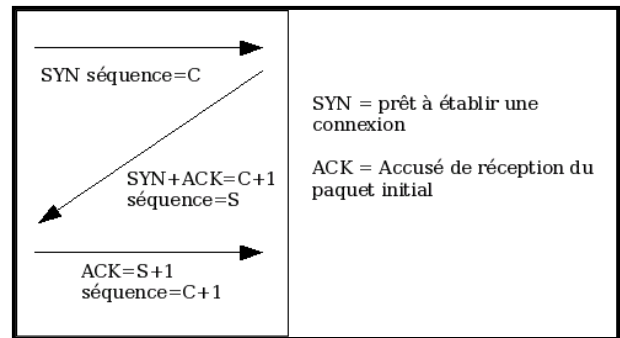 SYN séquence=C
SYN+ACK=C+1
séquence=S
ACK=S+1
séquence=C+1
SYN = prêt à établir une
connexion
ACK = Accusé de réception du
paquet initial